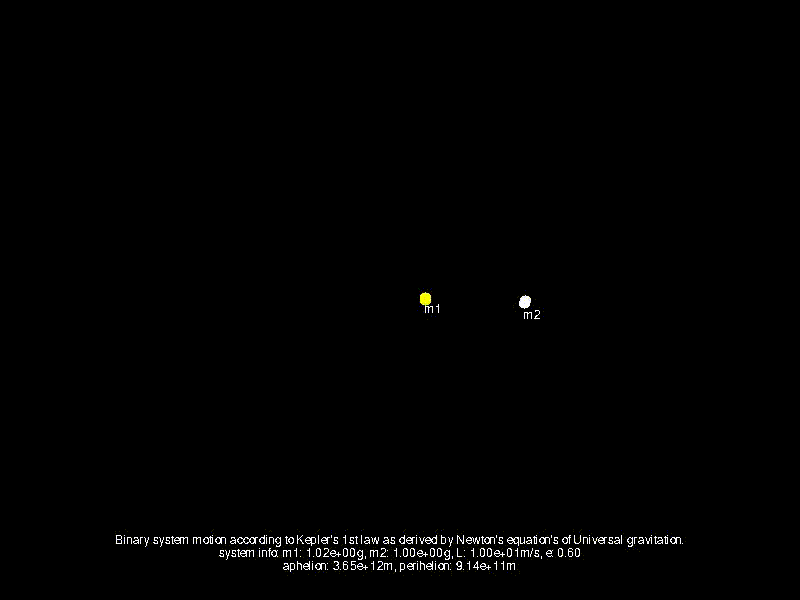 m1
m2
Binary system motion according to Kepler's 1st law as derived by Newton's equation's of Universal gravitation.
system info: m1: 1.02e+00g, m2: 1.00e+00g, L: 1.00e+01m/s, e: 0.60
aphelion: 3.65e+12m, perihelion: 9.14e+11m